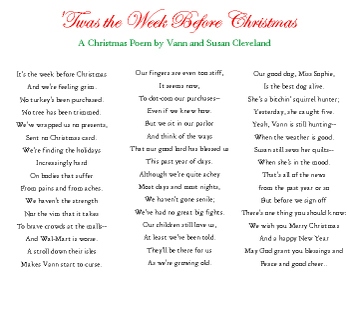 'Twas the Week Before Christmas
A Christmas Poem by Vann and Susan Cleveland
It's the week before Christmas
And we're feeling grim.
No turkey's been purchased.
No tree has been trimmed.
We've wrapped us no presents,
Sent no Christmas card.
We're finding the holidays
Increasingly hard
On bodies that suffer
From pains and from aches.
We haven't the strength
Nor the vim that it takes
To brave crowds at the malls--
And Wal-Mart is worse.
A stroll down their isles
Makes Vann start to curse.
Our fingers are even too stiff,
It seems now,
To dot-com our purchases--
Even if we knew how.
But we sit in our parlor
And think of the ways
That our good lord has blessed us
This past year of days.
Although we're quite achey
Most days and most nights,
We haven't gone senile;
We've had no great big fights.
Our children still love us,
At least we've been told.
They'll be there for us
As we're growing old.
Our good dog, Miss Sophie,
Is the best dog alive.
She's a bitchin' squirrel hunter;
Yesterday, she caught five.
Yeah, Vann is still hunting--
When the weather is good.
Susan still sews her quilts--
When she's in the mood.
That's all of the news
from the past year or so
But before we sign off
There's one thing you should know:
We wish you Merry Christmas
And a happy New Year
May God grant you blessings and
Peace and good cheer..